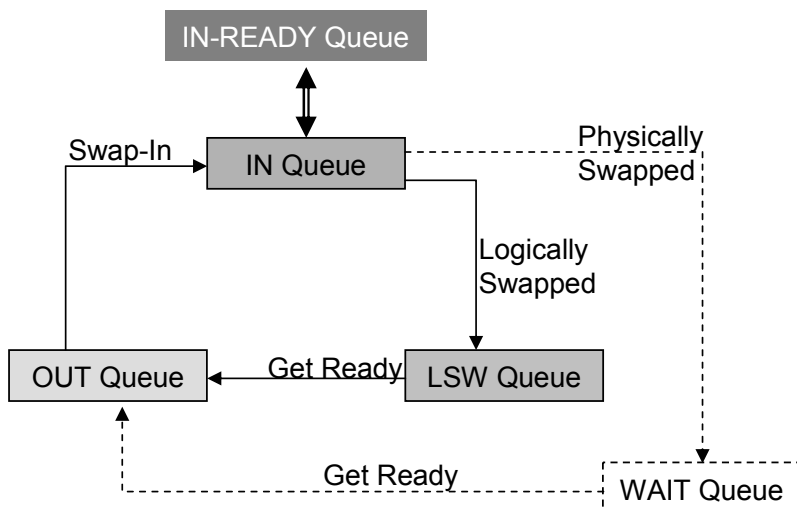 IN-READY Queue
Swap-In
IN Queue
Physically
Swapped
Logically
Swapped
OUT Queue
Get Ready
LSW Queue
Get Ready
WAIT Queue